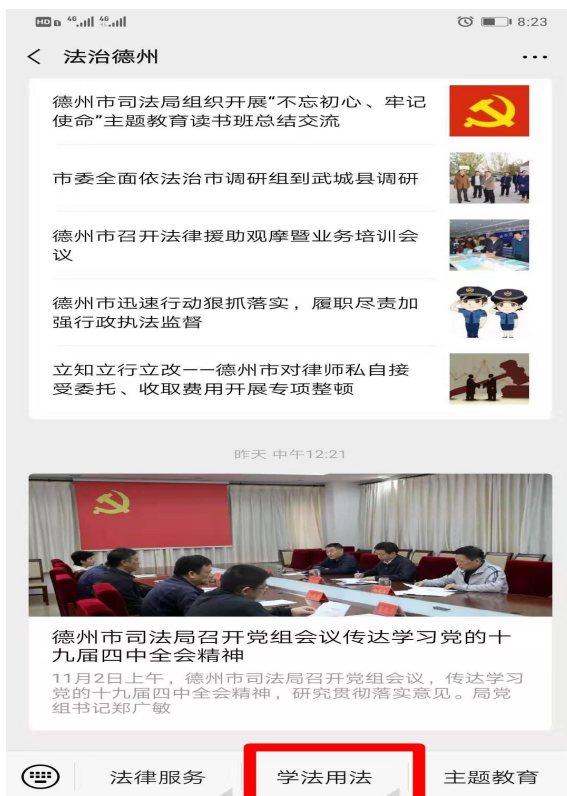 HD 4G 4G 8:23
法治德州
德州市司法局组织开展“不忘初心、牢记
使命”主题教育读书班总结交流
市委全面依法治市调研组到武城县调研
德州市召开法律援助观摩暨业务培训会
议
德州市迅速行动狠抓落实，履职尽责加
强行政执法监督
立知立行立改——德州市对律师私自接
受委托、收取费用开展专项整顿
昨天 中午12:21
德州市司法局召开党组会议传达学习党的十
九届四中全会精神
11月2日上午，德州市司法局召开党组会议，传达学习
党的十九届四中全会精神，研究贯彻落实意见。局党
组书记郑广敏
法律服务
学法用法
主题教育